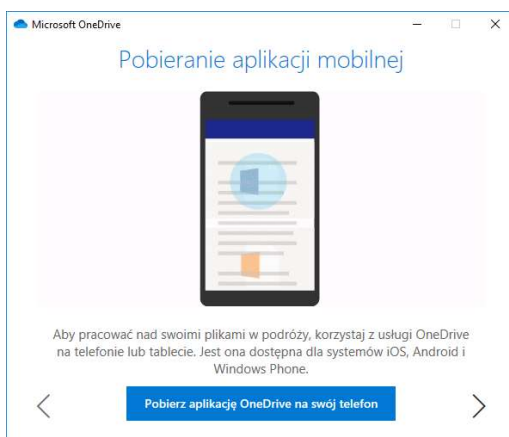 Microsoft OneDrive
Pobieranie aplikacji mobilnej
Aby pracować nad swoimi plikami w podróży, korzystaj z usługi OneDrive
na telefonie lub tablecie. Jest ona dostępna dla systemów iOS, Android i
Windows Phone.
Pobierz aplikację OneDrive na swój telefon